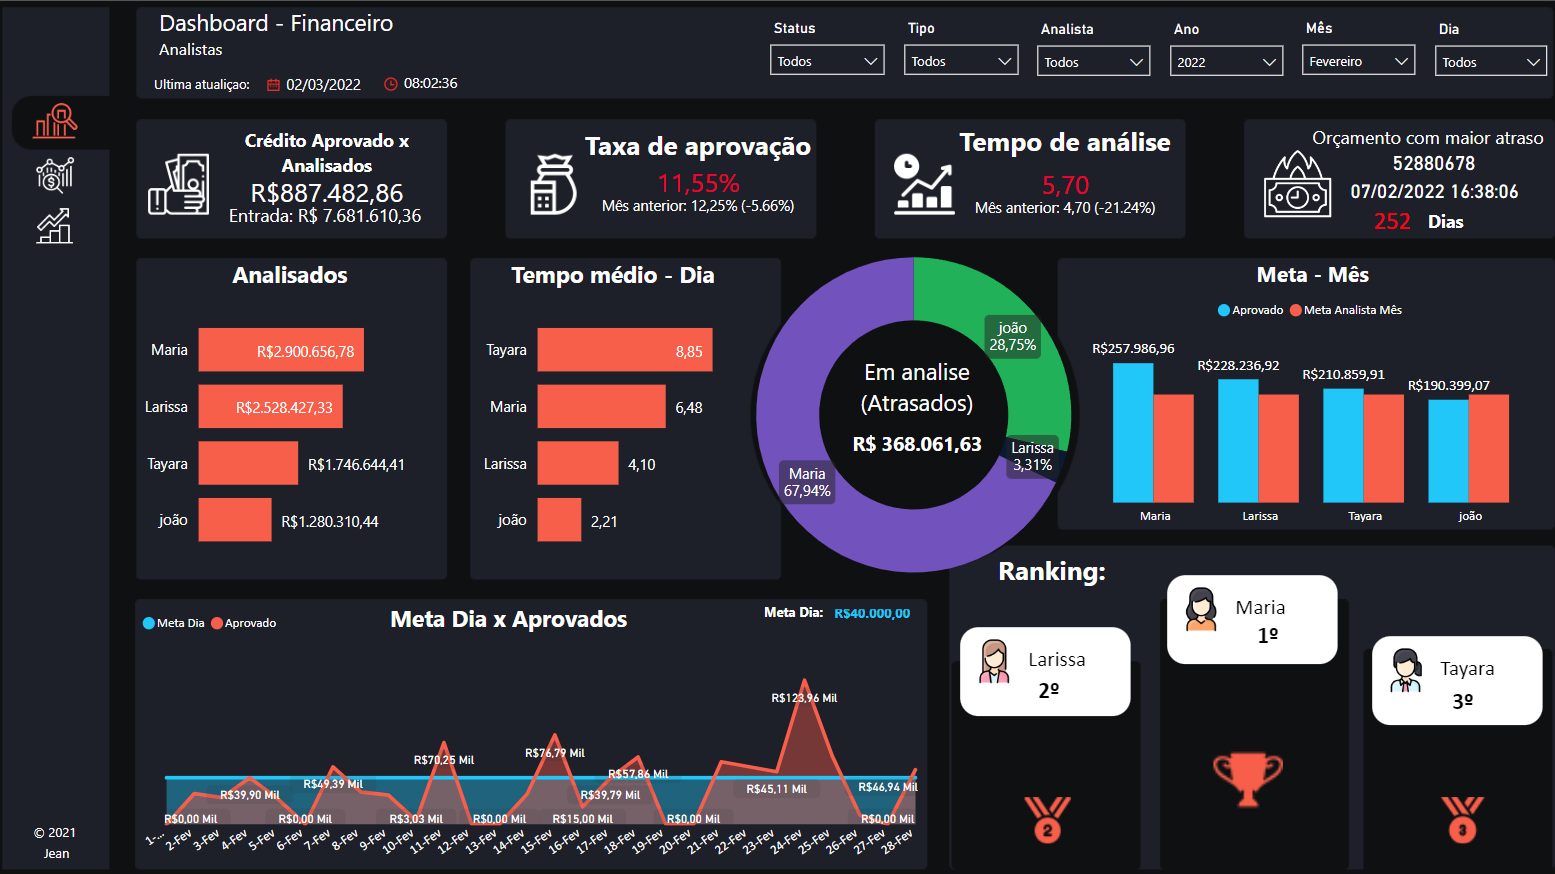 Dashboard - Financeiro
Analistas
Ultima atualiçao: 02/03/2022 08:02:36
Status
Todos
Tipo
Todos
Analista
Todos
Ano
2022
Mês
Fevereiro
Dia
Todos
Crédito Aprovado x
Analisados
R$887.482,86
Entrada: R$ 7.681.610,36
Taxa de aprovação
11,55%
Mês anterior: 12,25% (-5.66%)
Tempo de análise
5,70
Mês anterior: 4,70 (-21.24%)
Orçamento com maior atraso
52880678
07/02/2022 16:38:06
252 Dias
Analisados
Maria R$2.900.656,78
Larissa R$2.528.427,33
Tayara R$1.746.644,41
joão R$1.280.310,44
Tempo médio - Dia
Tayara 8,85
Maria 6,48
Larissa 4,10
joão 2,21
Em analise
(Atrasados)
R$ 368.061,63
joão
28,75%
Larissa
3,31%
Maria
67,94%
Meta - Mês
Aprovado Meta Analista Mês
R$257.986,96
R$228.236,92
R$210.859,91
R$190.399,07
Maria Larissa Tayara joão
Meta Dia x Aprovados
Meta Dia Aprovado
Meta Dia: R$40.000,00
R$123,96 Mil
R$70,25 Mil
R$76,79 Mil
R$57,86 Mil
R$49,39 Mil
R$39,90 Mil
R$39,79 Mil
R$45,11 Mil
R$46,94 Mil
R$0,00 Mil
R$0,00 Mil
R$3,03 Mil
R$0,00 Mil
R$15,00 Mil
R$0,00 Mil
R$0,00 Mil
1-... 2-Fev 3-Fev 4-Fev 5-Fev 6-Fev 7-Fev 8-Fev 9-Fev 10-Fev 11-Fev 12-Fev 13-Fev 14-Fev 15-Fev 16-Fev 17-Fev 18-Fev 19-Fev 20-Fev 21-Fev 22-Fev 23-Fev 24-Fev 25-Fev 26-Fev 27-Fev 28-Fev
Ranking:
Maria
1º
Larissa
2º
Tayara
3º
2
3
© 2021
Jean